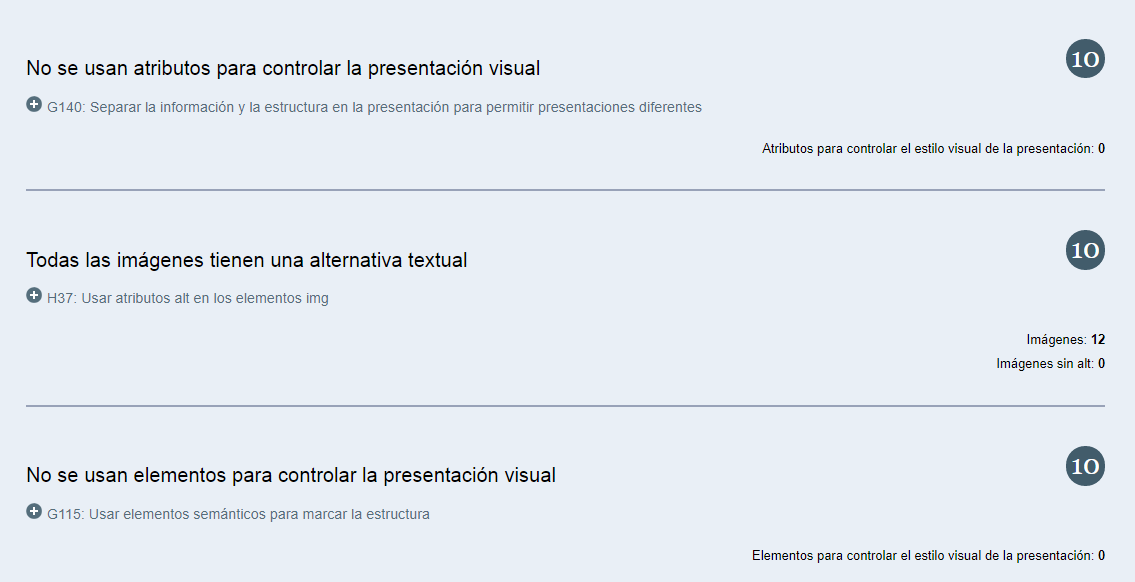 No se usan atributos para controlar la presentación visual
10
G140: Separar la información y la estructura en la presentación para permitir presentaciones diferentes
Atributos para controlar el estilo visual de la presentación: 0
Todas las imágenes tienen una alternativa textual
10
H37: Usar atributos alt en los elementos img
Imágenes: 12
Imágenes sin alt: 0
No se usan elementos para controlar la presentación visual
10
G115: Usar elementos semánticos para marcar la estructura
Elementos para controlar el estilo visual de la presentación: 0